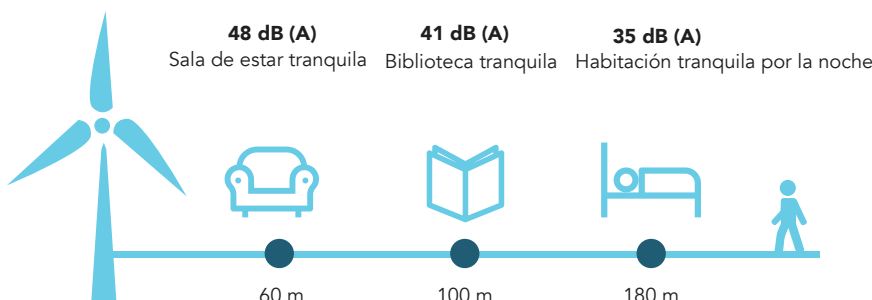 48 dB (A)
Sala de estar tranquila
41 dB (A)
Biblioteca tranquila
35 dB (A)
Habitación tranquila por la noche
60 m
100 m
180 m